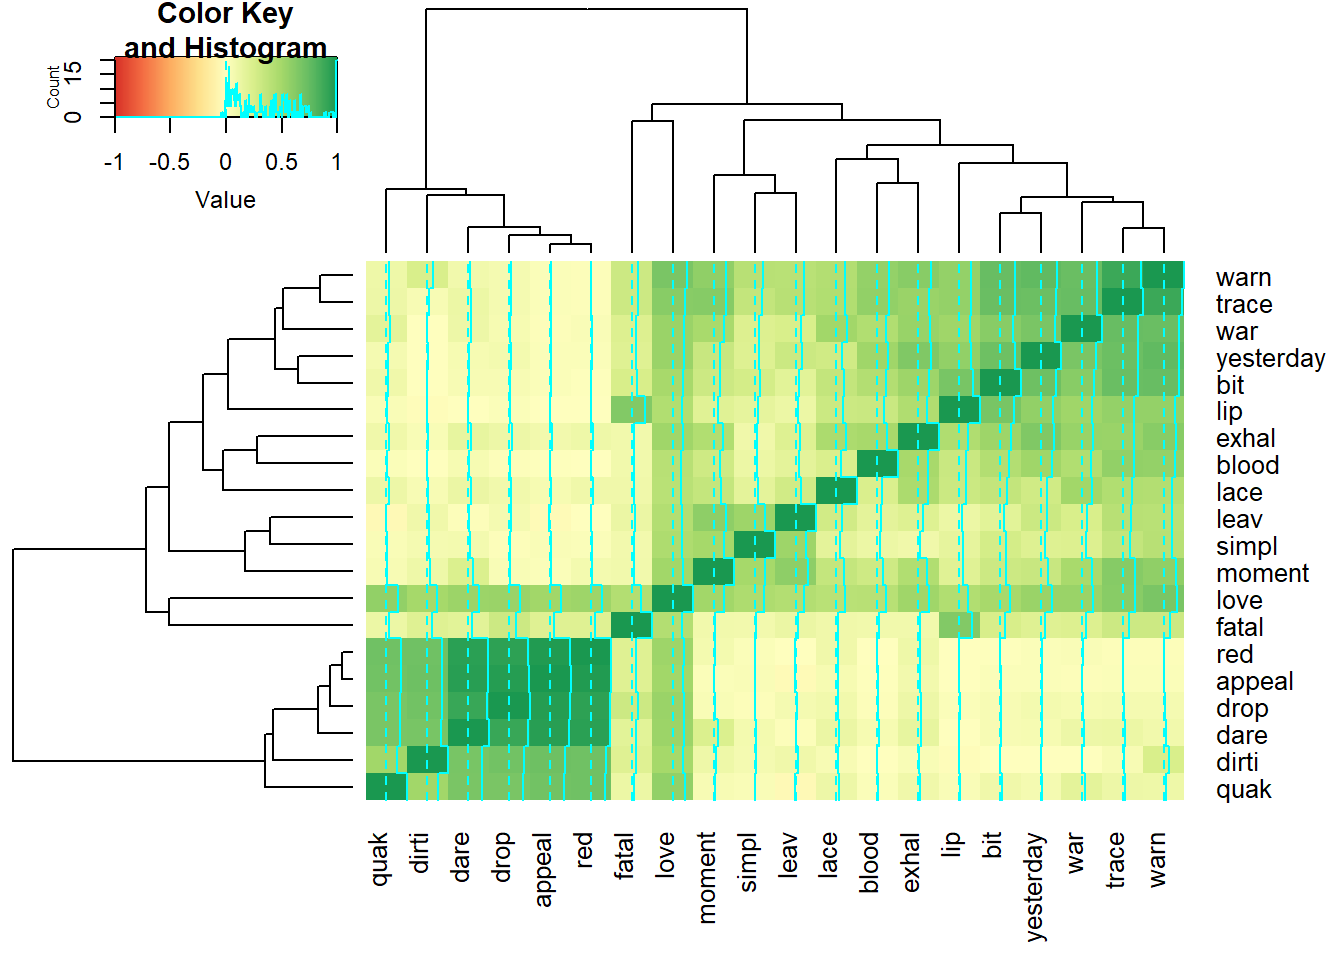 Color Key
and Histogram
Count
0 15
-1 -0.5 0 0.5 1
Value
warn
trace
war
yesterday
bit
lip
exhal
blood
lace
leav
simpl
moment
love
fatal
red
appeal
drop
dare
dirti
quak
quak dirti dare drop appeal red fatal love moment simpl leav lace blood exhal lip bit yesterday war trace warn